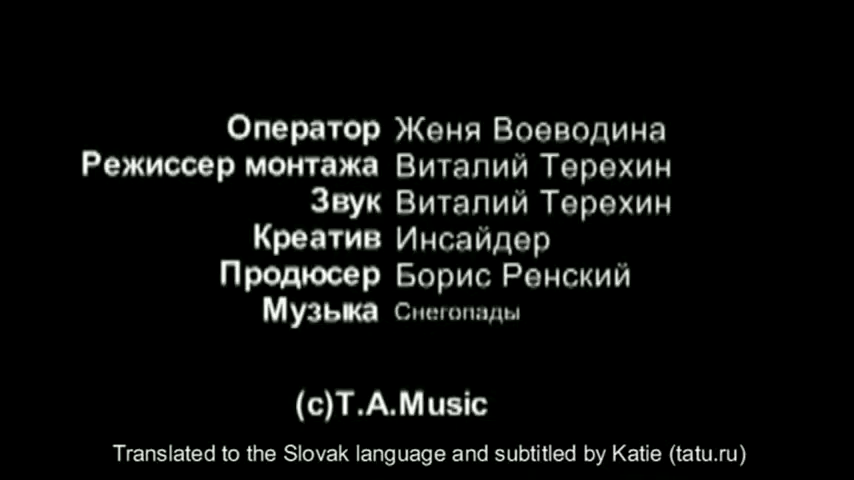 Оператор Женя Воеводина
Режиссер монтажа Виталий Терехин
Звук Виталий Терехин
Креатив Инсайдер
Продюсер Борис Ренский
Музыка Снегопады
(c)T.A.Music
Translated to the Slovak language and subtitled by Katie (tatu.ru)